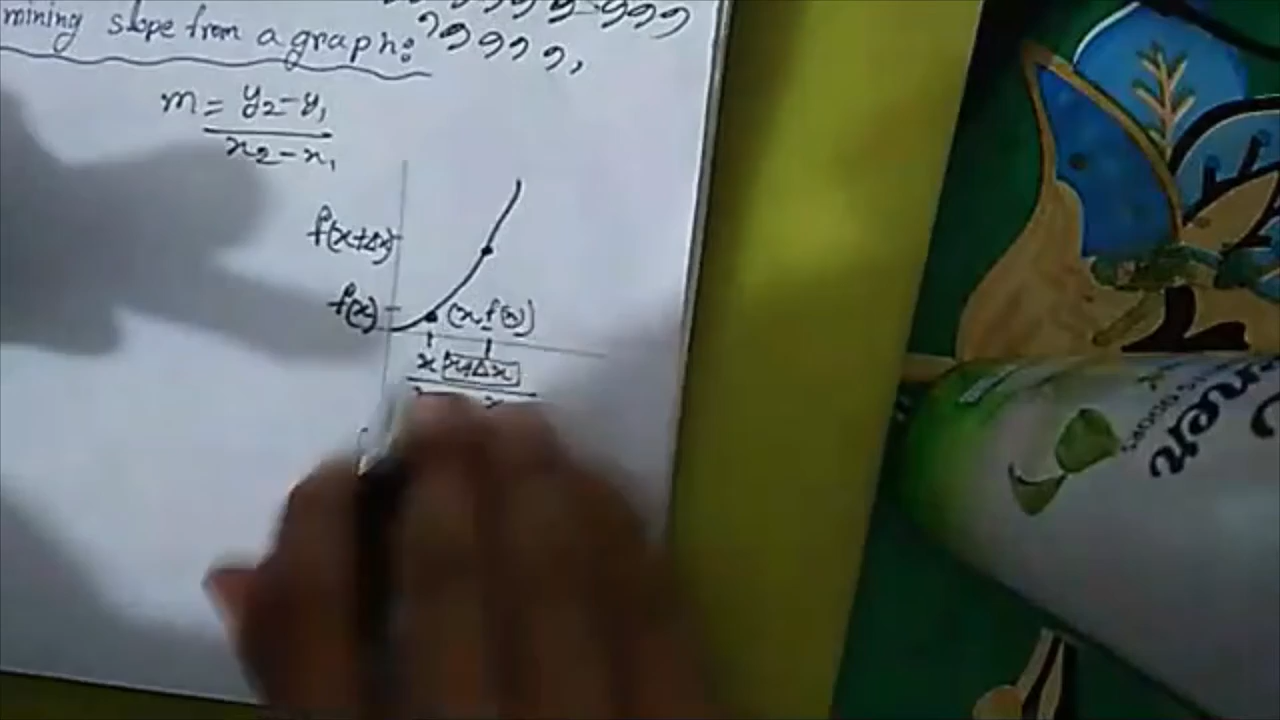 mining slope from a graph:
m = y₂-y₁
x₂-x₁
f(x+Δx)
f(x) (x, f(x))
x x+Δx